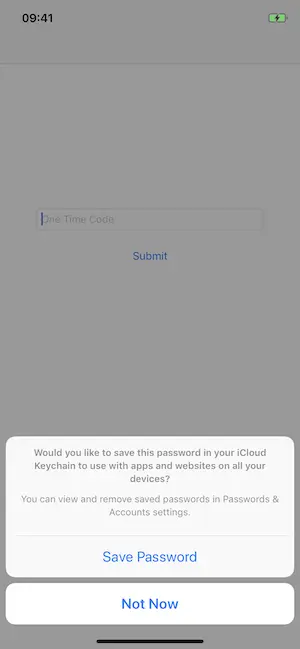 09:41
One Time Code
Submit
Would you like to save this password in your iCloud
Keychain to use with apps and websites on all your
devices?
You can view and remove saved passwords in Passwords &
Accounts settings.
Save Password
Not Now